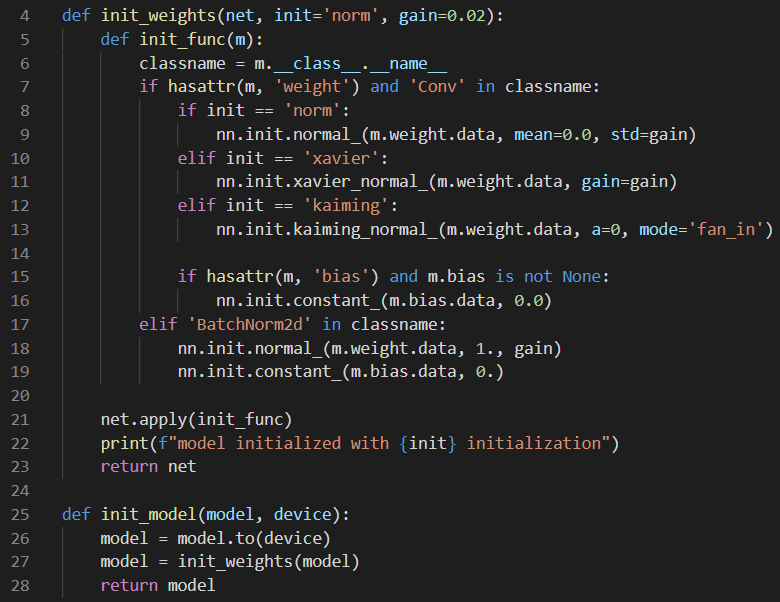 4 def init_weights(net, init='norm', gain=0.02):
5     def init_func(m):
6         classname = m.__class__.__name__
7         if hasattr(m, 'weight') and 'Conv' in classname:
8             if init == 'norm':
9                 nn.init.normal_(m.weight.data, mean=0.0, std=gain)
10             elif init == 'xavier':
11                 nn.init.xavier_normal_(m.weight.data, gain=gain)
12             elif init == 'kaiming':
13                 nn.init.kaiming_normal_(m.weight.data, a=0, mode='fan_in')
14
15             if hasattr(m, 'bias') and m.bias is not None:
16                 nn.init.constant_(m.bias.data, 0.0)
17         elif 'BatchNorm2d' in classname:
18             nn.init.normal_(m.weight.data, 1., gain)
19             nn.init.constant_(m.bias.data, 0.)
20
21     net.apply(init_func)
22     print(f"model initialized with {init} initialization")
23     return net
24
25 def init_model(model, device):
26     model = model.to(device)
27     model = init_weights(model)
28     return model